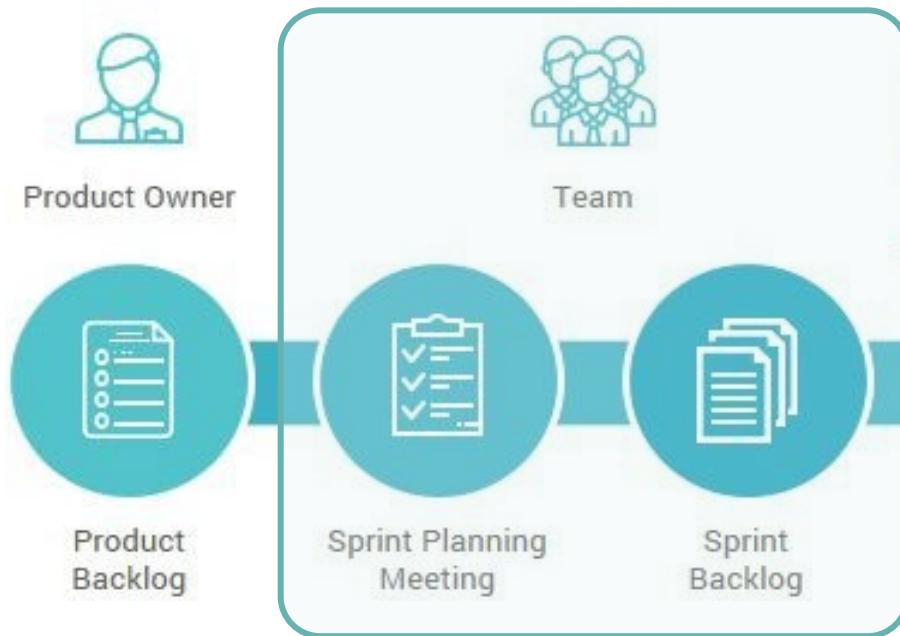 Product Owner
Team
Product
Backlog
Sprint Planning
Meeting
Sprint
Backlog